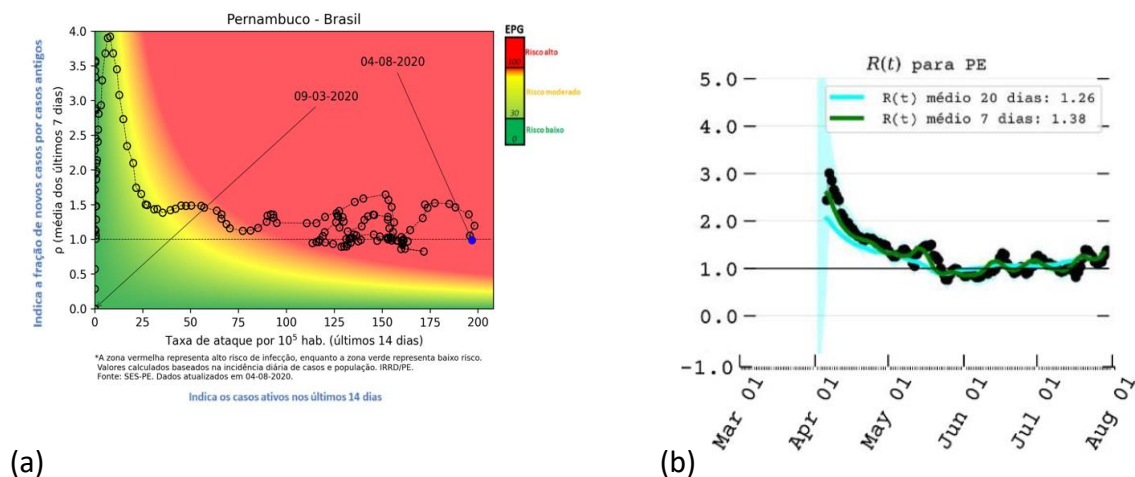 Pernambuco - Brasil
Indica a fração de novos casos por casos antigos
ρ (média dos últimos 7 dias)
4.0
3.5
3.0
2.5
2.0
1.5
1.0
0.5
0.0
04-08-2020
09-03-2020
0
25
50
75
100
125
150
175
200
Taxa de ataque por 10⁵ hab. (últimos 14 dias)
*A zona vermelha representa alto risco de infecção, enquanto a zona verde representa baixo risco.
Valores calculados baseados na incidência diária de casos e população. IRRD/PE.
Fonte: SES-PE. Dados atualizados em 04-08-2020.
Indica os casos ativos nos últimos 14 dias
EPG
Risco alto
100
Risco moderado
30
Risco baixo
0
(a)
R(t) para PE
R(t) médio 20 dias: 1.26
R(t) médio 7 dias: 1.38
5.0
4.0
3.0
2.0
1.0
0.0
-1.0
Mar 01
Apr 01
May 01
Jun 01
Jul 01
Aug 01
(b)